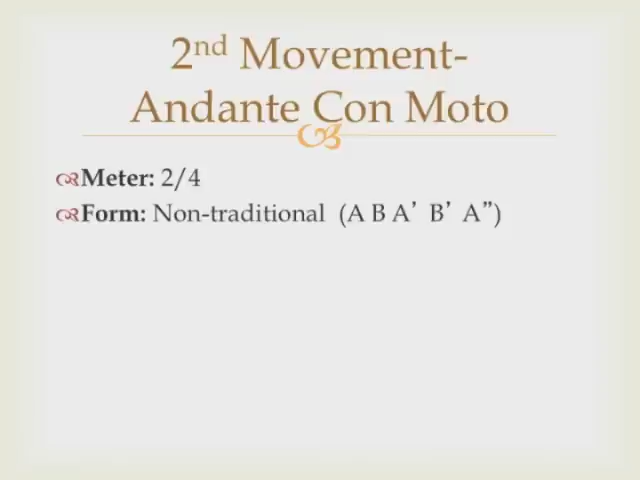 2nd Movement-
Andante Con Moto
Meter: 2/4
Form: Non-traditional (A B A’ B’ A”)